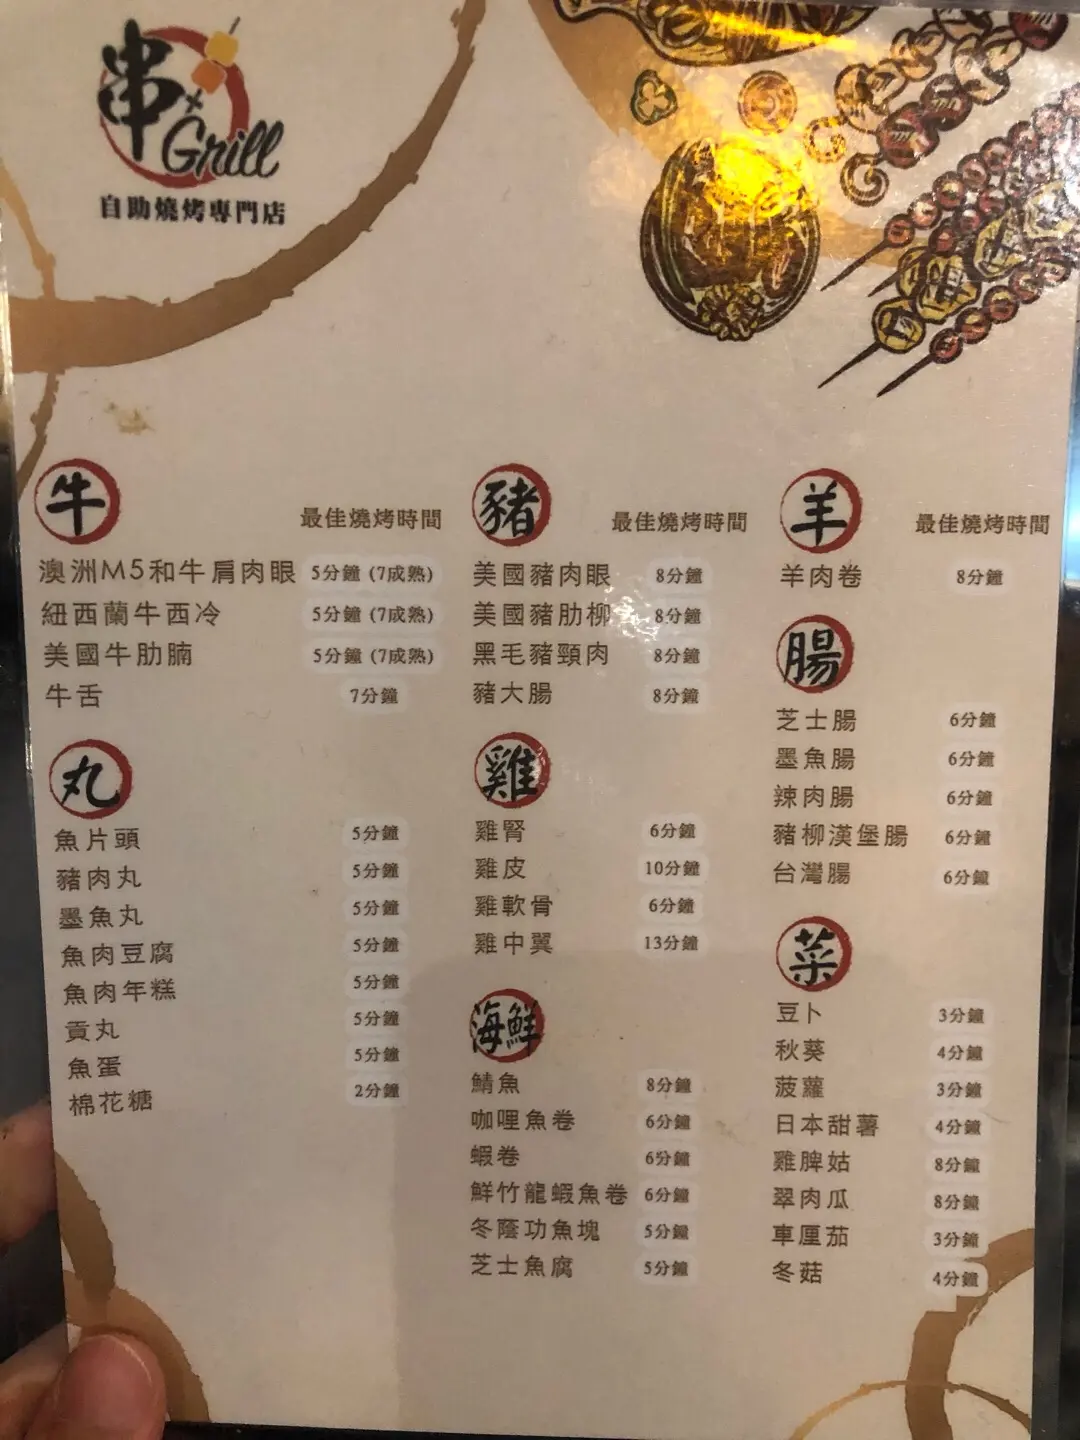 串
Grill
自助燒烤專門店
牛 最佳燒烤時間
澳洲M5和牛肩肉眼 5分鐘 (7成熟)
紐西蘭牛西冷 5分鐘 (7成熟)
美國牛肋腩 5分鐘 (7成熟)
牛舌 7分鐘
丸
魚片頭 5分鐘
豬肉丸 5分鐘
墨魚丸 5分鐘
魚肉豆腐 5分鐘
魚肉年糕 5分鐘
貢丸 5分鐘
魚蛋 5分鐘
棉花糖 2分鐘
豬 最佳燒烤時間
美國豬肉眼 8分鐘
美國豬肋柳 8分鐘
黑毛豬頸肉 8分鐘
豬大腸 8分鐘
雞
雞腎 6分鐘
雞皮 10分鐘
雞軟骨 6分鐘
雞中翼 13分鐘
海鮮
鯖魚 8分鐘
咖哩魚卷 6分鐘
蝦卷 6分鐘
鮮竹龍蝦魚卷 6分鐘
冬蔭功魚塊 5分鐘
芝士魚腐 5分鐘
羊 最佳燒烤時間
羊肉卷 8分鐘
腸
芝士腸 6分鐘
墨魚腸 6分鐘
辣肉腸 6分鐘
豬柳漢堡腸 6分鐘
台灣腸 6分鐘
菜
豆卜 3分鐘
秋葵 4分鐘
菠蘿 3分鐘
日本甜薯 4分鐘
雞脾菇 8分鐘
翠肉瓜 8分鐘
車厘茄 3分鐘
冬菇 4分鐘